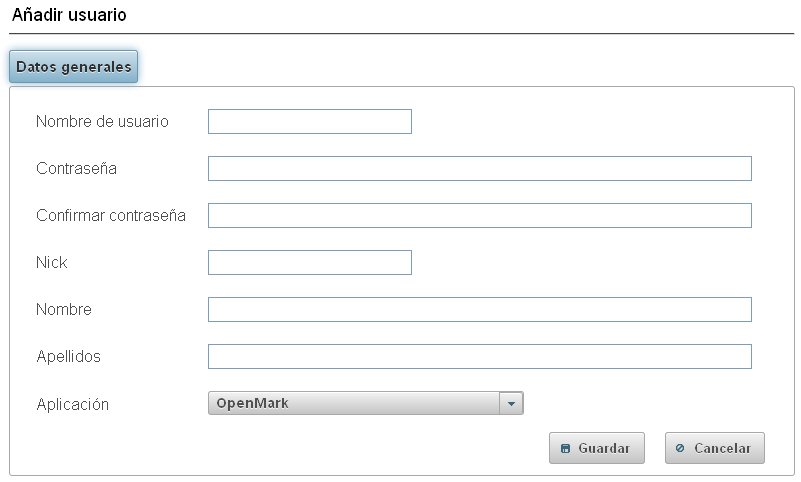 Añadir usuario
Datos generales
Nombre de usuario
Contraseña
Confirmar contraseña
Nick
Nombre
Apellidos
Aplicación OpenMark
Guardar Cancelar